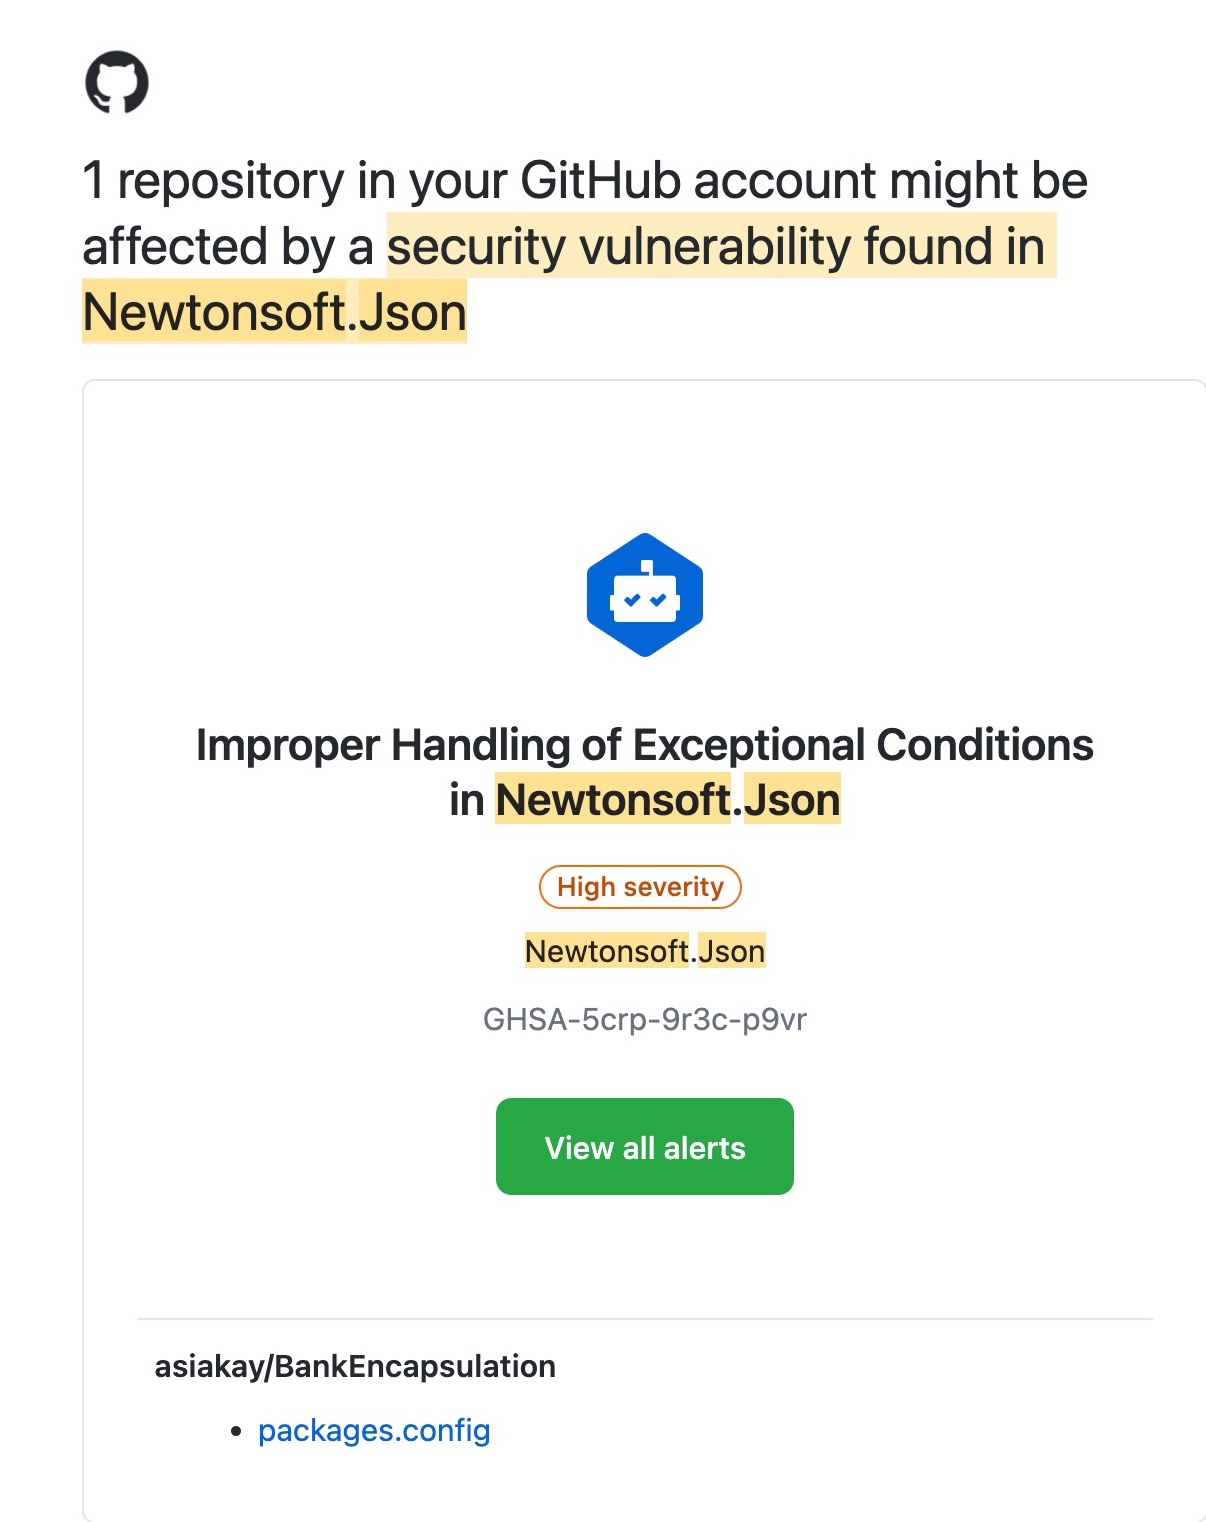 1 repository in your GitHub account might be
affected by a security vulnerability found in
Newtonsoft.Json
Improper Handling of Exceptional Conditions
in Newtonsoft.Json
High severity
Newtonsoft.Json
GHSA-5crp-9r3c-p9vr
View all alerts
asiakay/BankEncapsulation
• packages.config